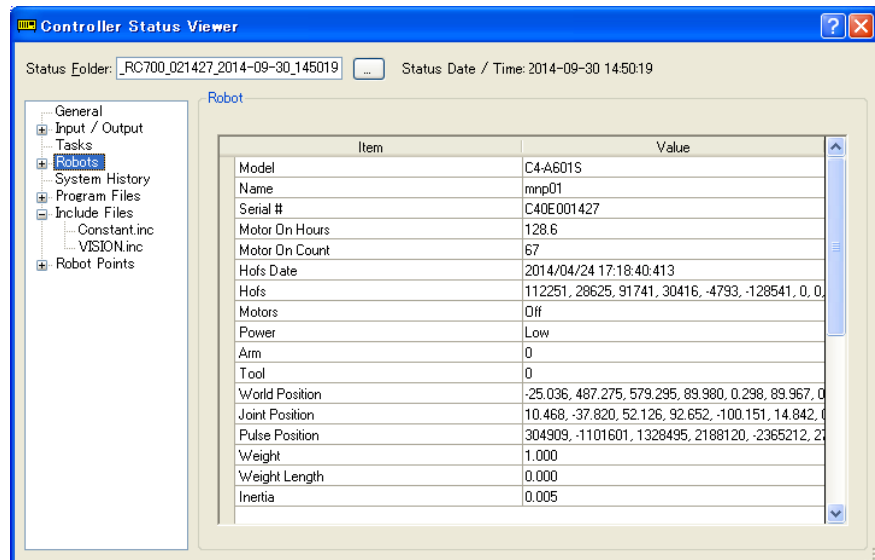 Controller Status Viewer
Status Folder: _RC700_021427_2014-09-30_145019 ... Status Date / Time: 2014-09-30 14:50:19
General
Input / Output
Tasks
Robots
System History
Program Files
Include Files
Constant.inc
VISION.inc
Robot Points
Robot
Item Value
Model C4-A601S
Name mnp01
Serial # C40E001427
Motor On Hours 128.6
Motor On Count 67
Hofs Date 2014/04/24 17:18:40:413
Hofs 112251, 28625, 91741, 30416, -4793, -128541, 0, 0,
Motors Off
Power Low
Arm 0
Tool 0
World Position -25.036, 487.275, 579.295, 89.980, 0.298, 89.967, 0
Joint Position 10.468, -37.820, 52.126, 92.652, -100.151, 14.842,
Pulse Position 304909, -1101601, 1328495, 2188120, -2365212,
Weight 1.000
Weight Length 0.000
Inertia 0.005